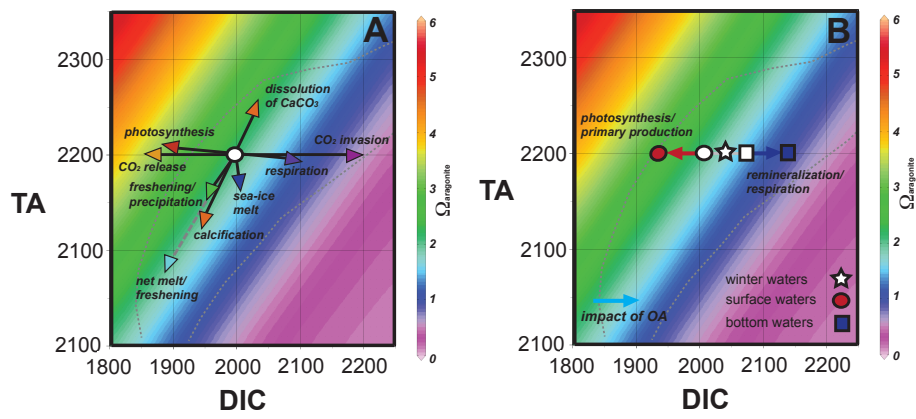 A
TA
2300
2200
2100
2100
1800
1900
2000
2100
2200
DIC
dissolution
of CaCO₃
photosynthesis
CO₂ invasion
CO₂ release
respiration
freshening/
precipitation
sea-ice
melt
calcification
net melt/
freshening
6
5
4
3
2
1
0
Ωaragonite
B
TA
2300
2200
2100
2100
1800
1900
2000
2100
2200
DIC
photosynthesis/
primary production
remineralization/
respiration
winter waters
surface waters
bottom waters
impact of OA
6
5
4
3
2
1
0
Ωaragonite